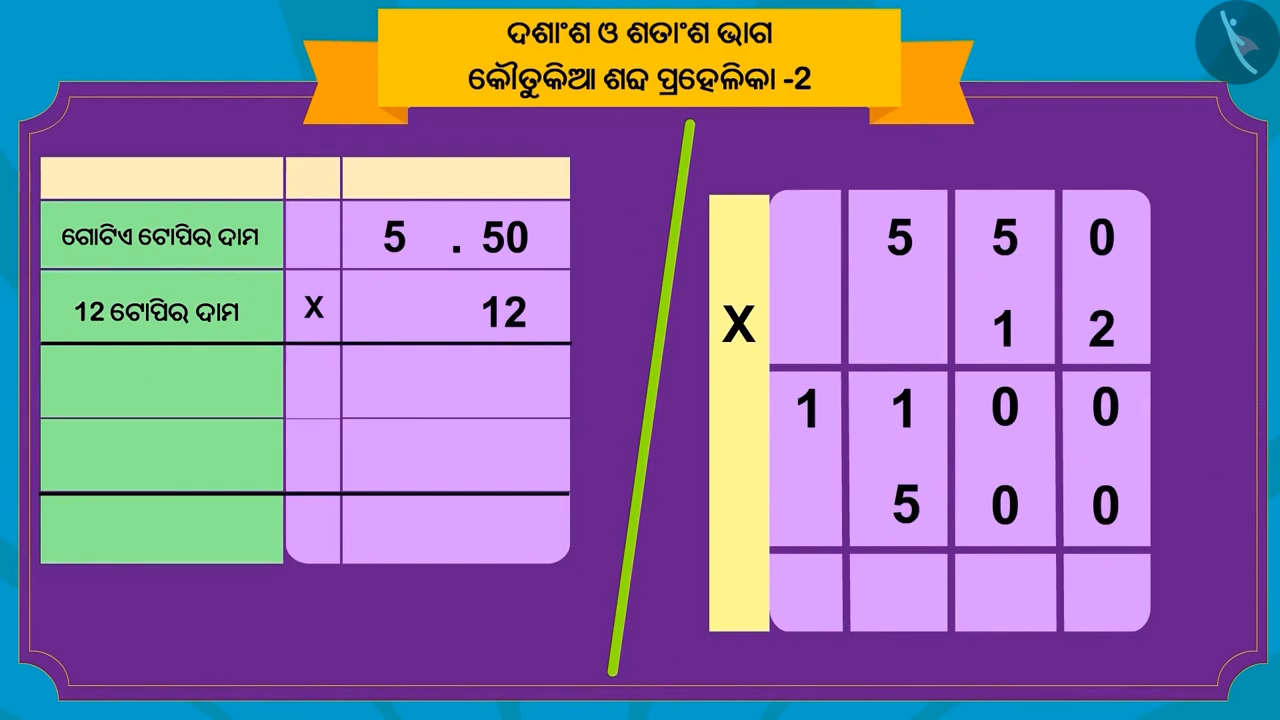 ଦଶାଂଶ ଓ ଶତାଂଶ ଭାଗ
କୌତୁକିଆ ଶବ୍ଦ ପ୍ରହେଳିକା -2
ଗୋଟିଏ ଟୋପିର ଦାମ 5 . 50
12 ଟୋପିର ଦାମ X 12
5 5 0
X 1 2
1 1 0 0
5 0 0